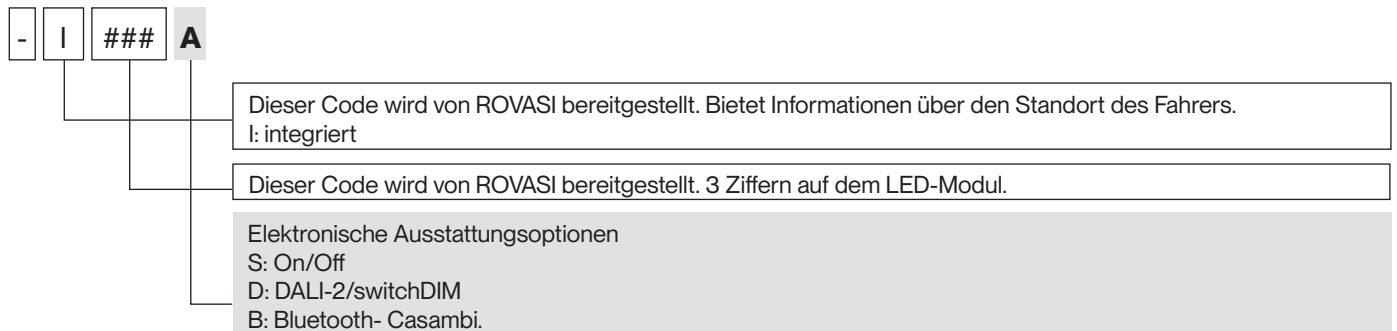 - I ### A
Dieser Code wird von ROVASI bereitgestellt. Bietet Informationen über den Standort des Fahrers.
I: integriert
Dieser Code wird von ROVASI bereitgestellt. 3 Ziffern auf dem LED-Modul.
Elektronische Ausstattungsoptionen
S: On/Off
D: DALI-2/switchDIM
B: Bluetooth- Casambi.